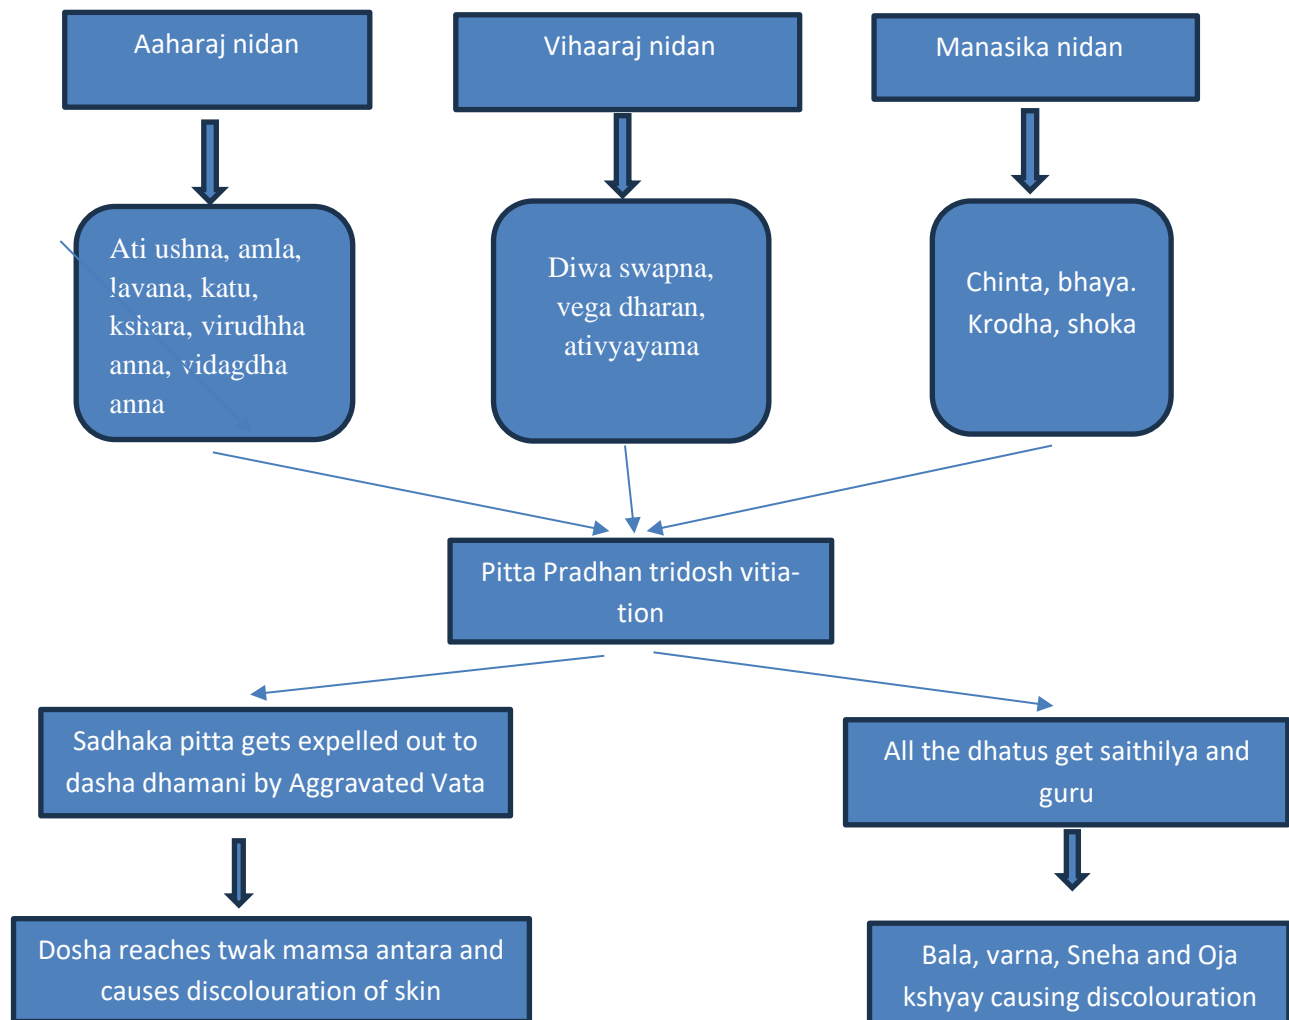 Aaharaj nidan
Vihaaraj nidan
Manasika nidan
Ati ushna, amla,
lavana, katu,
kshara, virudhha
anna, vidagdha
anna
Diwa swapna,
vega dharan,
ativyayama
Chinta, bhaya.
Krodha, shoka
Pitta Pradhan tridosh vitia-
tion
Sadhaka pitta gets expelled out to
dasha dhamani by Aggravated Vata
All the dhatus get saithilya and
guru
Dosha reaches twak mamsa antara and
causes discolouration of skin
Bala, varna, Sneha and Oja
kshyay causing discolouration